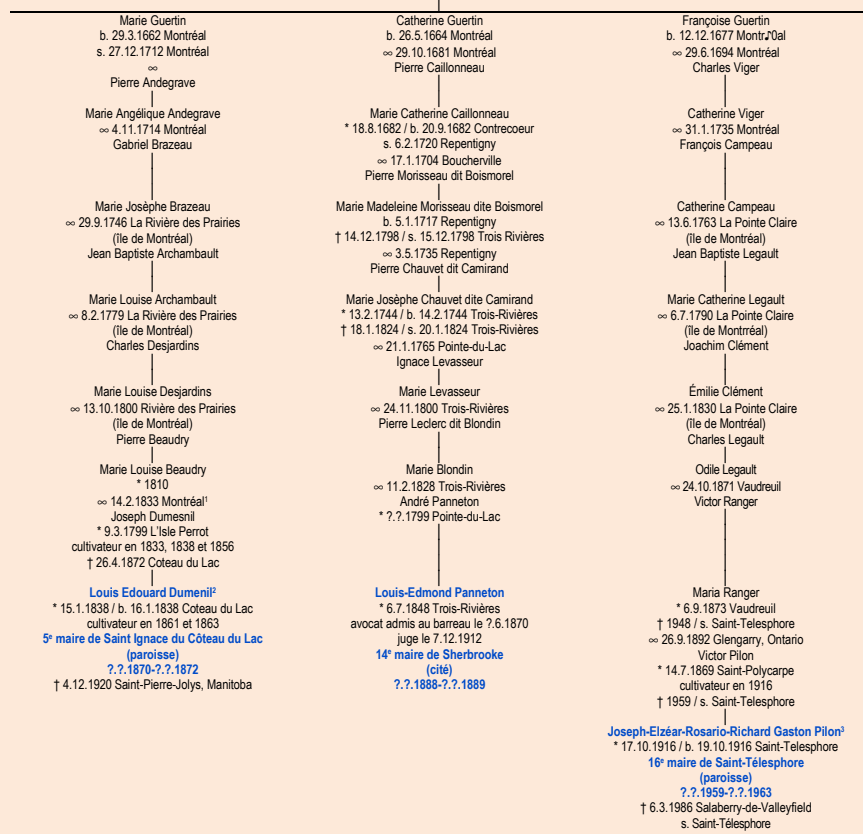 Marie Guertin
b. 29.3.1662 Montréal
s. 27.12.1712 Montréal
∞
Pierre Andegrave
Marie Angélique Andegrave
∞ 4.11.1714 Montréal
Gabriel Brazeau
Marie Josèphe Brazeau
∞ 29.9.1746 La Rivière des Prairies
(île de Montréal)
Jean Baptiste Archambault
Marie Louise Archambault
∞ 8.2.1779 La Rivière des Prairies
(île de Montréal)
Charles Desjardins
Marie Louise Desjardins
∞ 13.10.1800 Rivière des Prairies
(île de Montréal)
Pierre Beaudry
Marie Louise Beaudry
* 1810
∞ 14.2.1833 Montréal¹
Joseph Dumesnil
* 9.3.1799 L'Isle Perrot
cultivateur en 1833, 1838 et 1856
† 26.4.1872 Coteau du Lac
Louis Edouard Dumenil²
* 15.1.1838 / b. 16.1.1838 Coteau du Lac
cultivateur en 1861 et 1863
5ᵉ maire de Saint Ignace du Côteau du Lac
(paroisse)
?.?.1870-?.?.1872
† 4.12.1920 Saint-Pierre-Jolys, Manitoba
Catherine Guertin
b. 26.5.1664 Montréal
∞ 29.10.1681 Montréal
Pierre Caillonneau
Marie Catherine Caillonneau
* 18.8.1682 / b. 20.9.1682 Contrecoeur
s. 6.2.1720 Repentigny
∞ 17.1.1704 Boucherville
Pierre Morisseau dit Boismorel
Marie Madeleine Morisseau dite Boismorel
b. 5.1.1717 Repentigny
† 14.12.1798 / s. 15.12.1798 Trois Rivières
∞ 3.5.1735 Repentigny
Pierre Chauvet dit Camirand
Marie Josèphe Chauvet dite Camirand
* 13.2.1744 / b. 14.2.1744 Trois-Rivières
† 18.1.1824 / s. 20.1.1824 Trois-Rivières
∞ 21.1.1765 Pointe-du-Lac
Ignace Levasseur
Marie Levasseur
∞ 24.11.1800 Trois-Rivières
Pierre Leclerc dit Blondin
Marie Blondin
∞ 11.2.1828 Trois-Rivières
André Panneton
* ?.?.1799 Pointe-du-Lac
Louis-Edmond Panneton
* 6.7.1848 Trois-Rivières
avocat admis au barreau le ?.6.1870
juge le 7.12.1912
14ᵉ maire de Sherbrooke
(cité)
?.?.1888-?.?.1889
Françoise Guertin
b. 12.12.1677 Montr♪0al
∞ 29.6.1694 Montréal
Charles Viger
Catherine Viger
∞ 31.1.1735 Montréal
François Campeau
Catherine Campeau
∞ 13.6.1763 La Pointe Claire
(île de Montréal)
Jean Baptiste Legault
Marie Catherine Legault
∞ 6.7.1790 La Pointe Claire
(île de Montrréal)
Joachim Clément
Émilie Clément
∞ 25.1.1830 La Pointe Claire
(île de Montréal)
Charles Legault
Odile Legault
∞ 24.10.1871 Vaudreuil
Victor Ranger
Maria Ranger
* 6.9.1873 Vaudreuil
† 1948 / s. Saint-Telesphore
∞ 26.9.1892 Glengarry, Ontario
Victor Pilon
* 14.7.1869 Saint-Polycarpe
cultivateur en 1916
† 1959 / s. Saint-Telesphore
Joseph-Elzéar-Rosario-Richard Gaston Pilon³
* 17.10.1916 / b. 19.10.1916 Saint-Telesphore
16ᵉ maire de Saint-Télesphore
(paroisse)
?.?.1959-?.?.1963
† 6.3.1986 Salaberry-de-Valleyfield
s. Saint-Télesphore